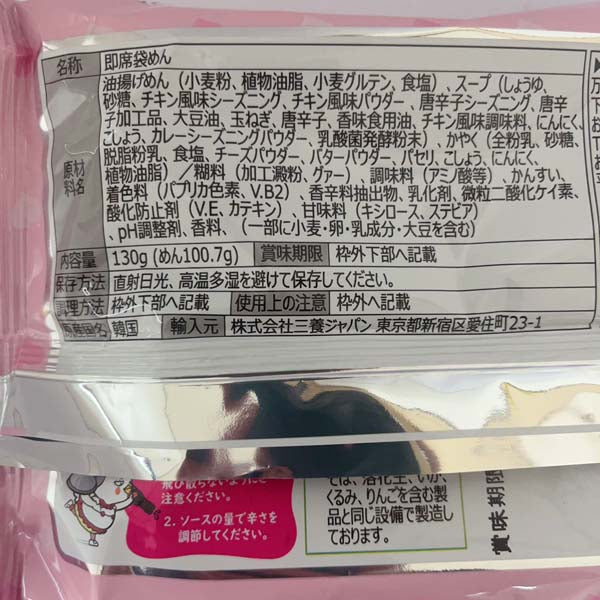 名称 即席袋めん
油揚げめん（小麦粉、植物油脂、小麦グルテン、食塩）、スープ（しょうゆ、
砂糖、チキン風味シーズニング、チキン風味パウダー、唐辛子シーズニング、唐辛
子加工品、大豆油、玉ねぎ、唐辛子、香味食用油、チキン風味調味料、にんにく、
こしょう、カレーシーズニングパウダー、乳酸菌発酵粉末）、かやく（全粉乳、砂糖、
脱脂粉乳、食塩、チーズパウダー、バターパウダー、パセリ、こしょう、にんにく、
原材料名 植物油脂）／糊料（加工澱粉、グァー）、調味料（アミノ酸等）、かんすい、
着色料（パプリカ色素、V.B2）、香辛料抽出物、乳化剤、微粒二酸化ケイ素、
酸化防止剤（V.E、カテキン）、甘味料（キシロース、ステビア）
、pH調整剤、香料、（一部に小麦・卵・乳成分・大豆を含む）
内容量 130g (めん100.7g) 賞味期限 枠外下部へ記載
保存方法 直射日光、高温多湿を避けて保存してください。
調理方法 枠外下部へ記載 使用上の注意 枠外へ記載
原産国名 韓国 輸入元 株式会社三養ジャパン 東京都新宿区愛住町23-1
飛び散らないように
注意ください。
2. ソースの量で辛さを
調節してください。
では、落花生、いか、
くるみ、りんごを含む製
品と同じ設備で製造し
ております。
賞味期限